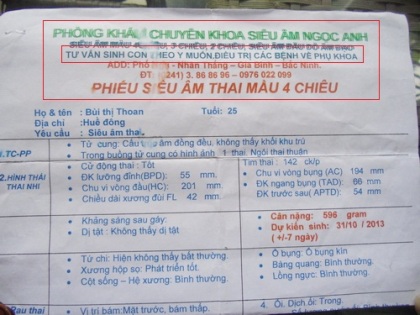 PHÒNG KHÁM CHUYÊN KHOA SIÊU ÂM NGỌC ANH
SIÊU ÂM MÀU 4 3 CHIỀU, 2 CHIỀU, SIÊU ÂM ĐẦU DÒ ÂM ĐẠO
TƯ VẤN SINH CON THEO Ý MUỐN,ĐIỀU TRỊ CÁC BỆNH VỀ PHỤ KHOA.
ADD: Phố - Nhân Thắng - Gia Bình - Bắc Ninh.
ĐT 241) 3. 86 86 96 - 0976 022 099
PHIẾU SIÊU ÂM THAI MÀU 4 CHIỀU
Họ & tên : Bùi thị Thoan Tuổi: 25
Địa chỉ : Huề đông
Yêu cầu : Siêu âm thai
1.TC-PP
Tử cung: Cấu âm đồng đều, không thấy khối khu trú
Trong buồng tử cung có hình ảnh 1 thai. Ngôi thai thuận
2.HÌNH THÁI THAI NHI
Cử động thai : Tốt
Tim thai : 142 ck/p
ĐK lưỡng đỉnh(BPD): 55 mm.
Chu vi vòng bụng (AC) 194 mm
Chu vi vòng đầu(HC): 201 mm
ĐK ngang bụng (TAD): 66 mm
Chiều dài xương đùi FL 42 mm.
ĐK trước sau( APTD): 54 mm
Khảng sáng sau gáy:
Cân nặng: 596 gram
Dị tật : Không thấy dị tật
Dự kiến sinh: 31/10 / 2013
( +/-7 ngày)
Tứ chi: Hiện không thấy bất thường.
Ổ bụng: Ổ bụng kín
Xương hộp sọ: Phát triển tốt.
Bàng quang: Bình thường.
Cột sống – Hệ xương: Bình thường.
Lồng ngực: Bình thường.
Rau thai
Vị trí bám:Mặt trước, bám thấp.
4. Ối. Dịch ối: Trong.